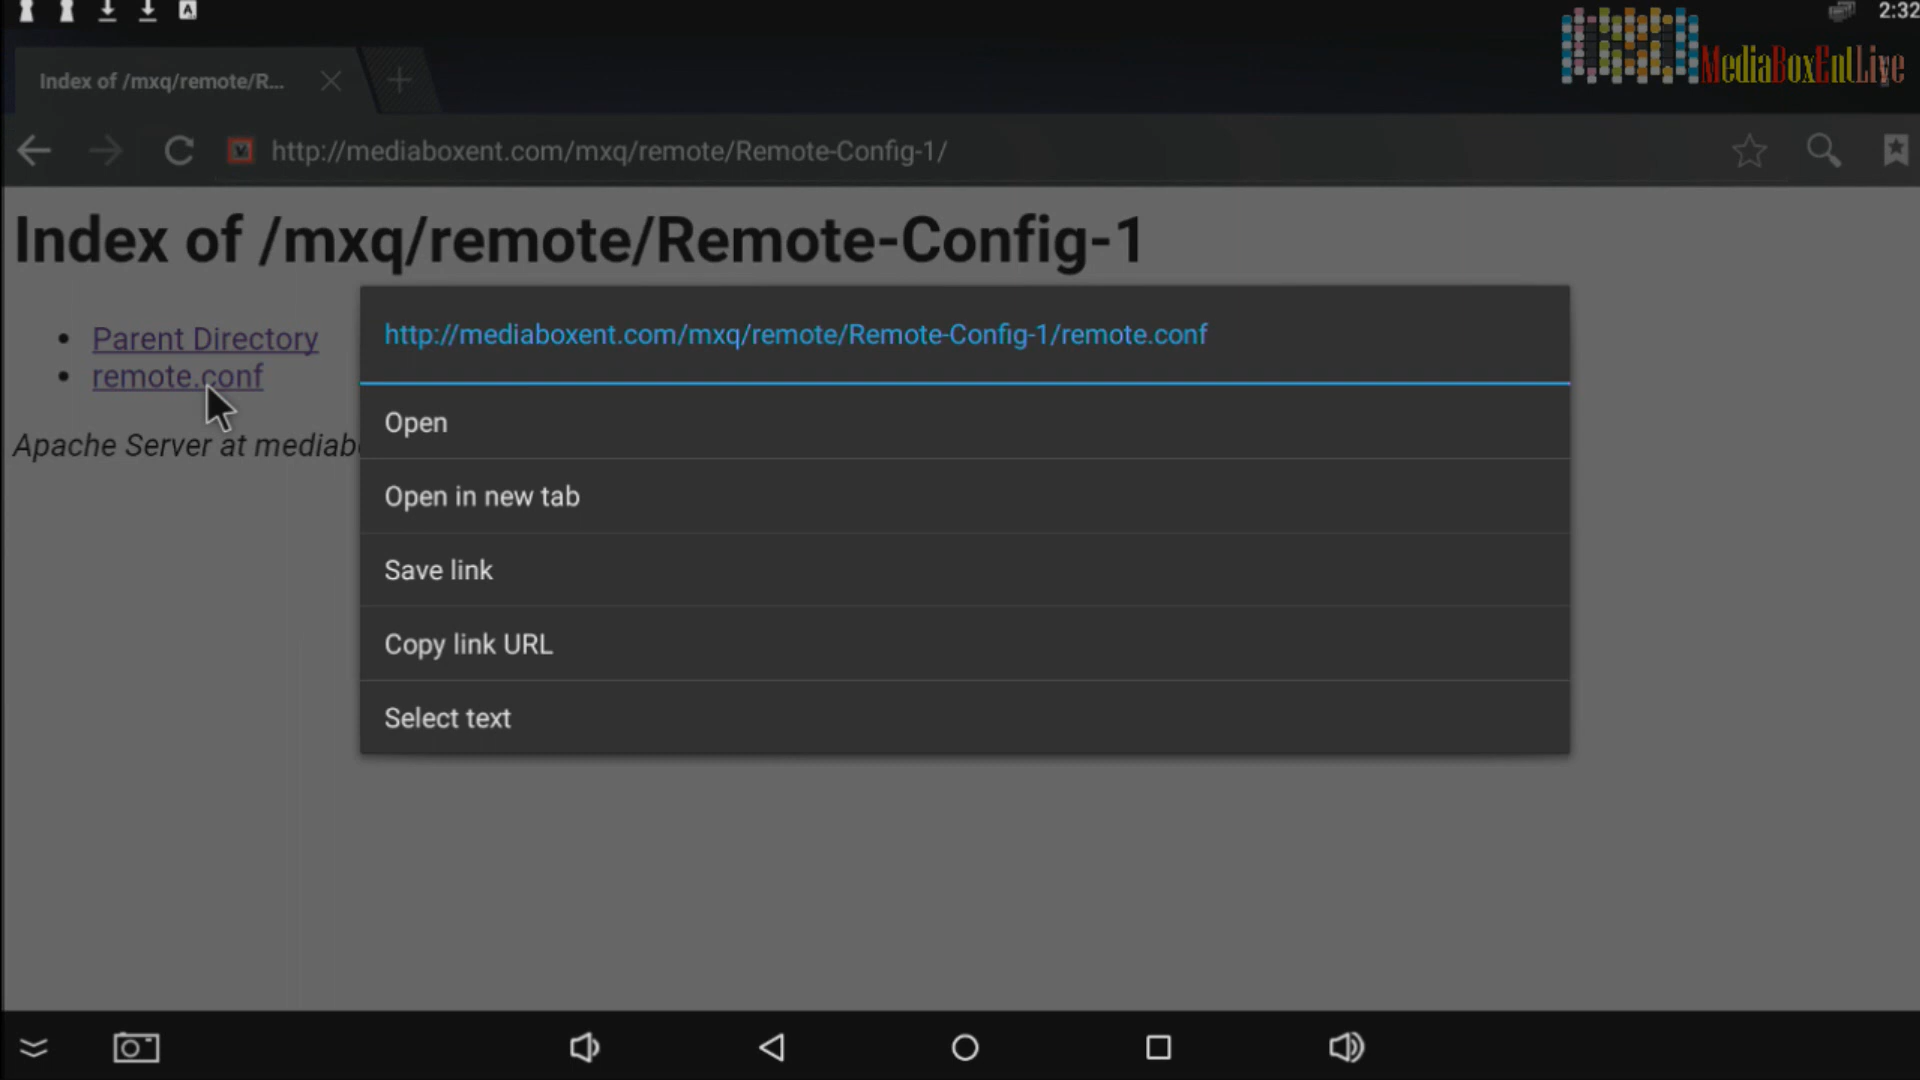 A
2:32
MediaBoxEntLive
Index of /mxq/remote/R...
http://mediaboxent.com/mxq/remote/Remote-Config-1/
Index of /mxq/remote/Remote-Config-1
Parent Directory
remote.conf
Apache Server at mediab
http://mediaboxent.com/mxq/remote/Remote-Config-1/remote.conf
Open
Open in new tab
Save link
Copy link URL
Select text